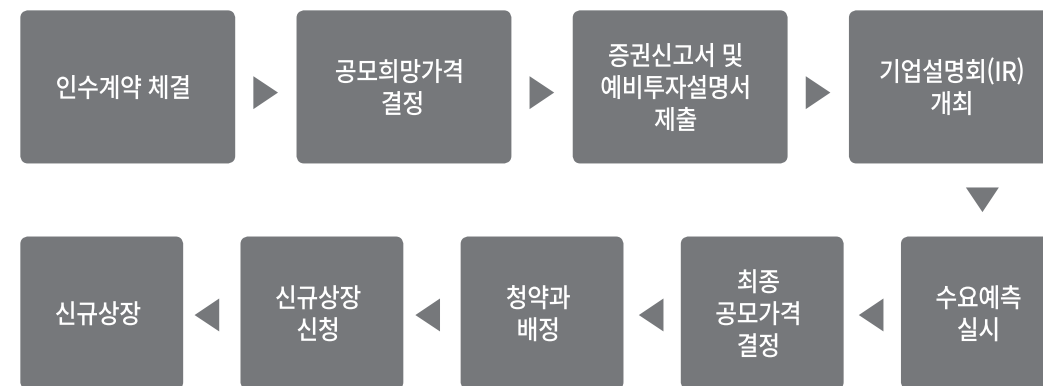 인수계약 체결
공모희망가격
결정
증권신고서 및
예비투자설명서
제출
기업설명회(IR)
개최
수요예측
실시
최종
공모가격
결정
청약과
배정
신규상장
신청
신규상장